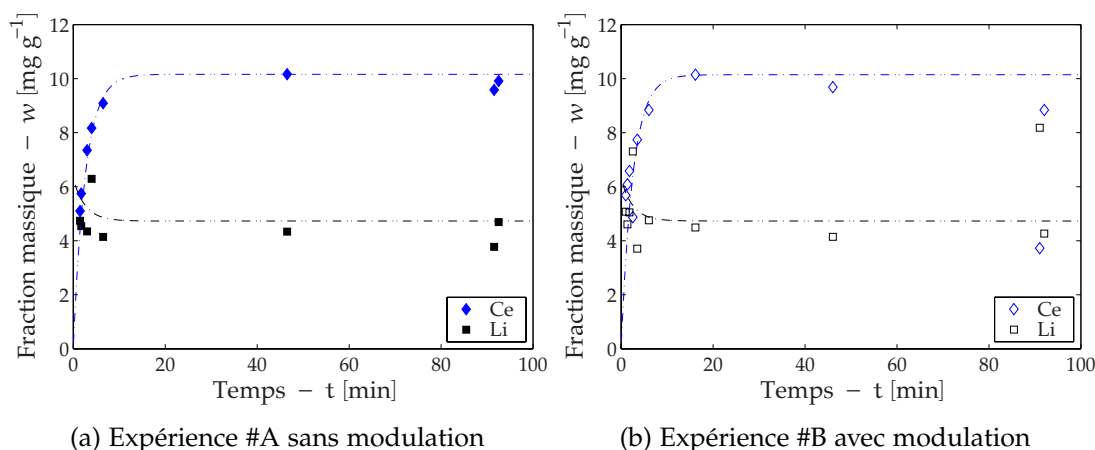 12
10
8
6
4
2
0
0 20 40 60 80 100
Fraction massique – w [mg g⁻¹]
Temps – t [min]
Ce
Li
(a) Expérience #A sans modulation
12
10
8
6
4
2
0
0 20 40 60 80 100
Fraction massique – w [mg g⁻¹]
Temps – t [min]
Ce
Li
(b) Expérience #B avec modulation